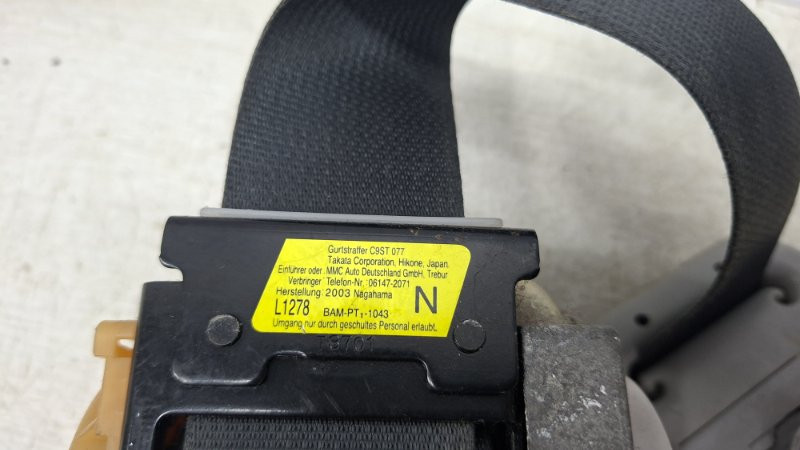 Gurtstraffer C9ST 077
Takata Corporation, Hikone, Japan,
Einführer oder MMC Auto Deutschland GmbH, Trebur
Verbringer Telefon-Nr. 06147-2071
Herstellung 2003 Nagahama
N
L1278 BAM-PT₁-1043
Umgang nur durch geschultes Personal erlaubt.